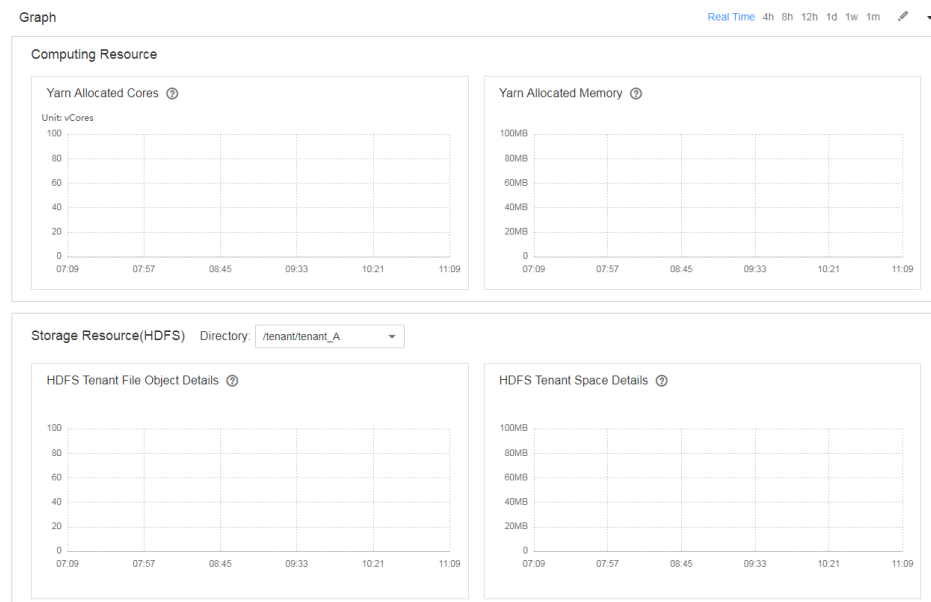 Graph
Real Time 4h 8h 12h 1d 1w 1m
Computing Resource
Yarn Allocated Cores ?
Unit: vCores
100
80
60
40
20
0
07:09 07:57 08:45 09:33 10:21 11:09
Yarn Allocated Memory ?
100MB
80MB
60MB
40MB
20MB
0
07:09 07:57 08:45 09:33 10:21 11:09
Storage Resource(HDFS) Directory: /tenant/tenant_A
HDFS Tenant File Object Details ?
100
80
60
40
20
0
07:09 07:57 08:45 09:33 10:21 11:09
HDFS Tenant Space Details ?
100MB
80MB
60MB
40MB
20MB
0
07:09 07:57 08:45 09:33 10:21 11:09